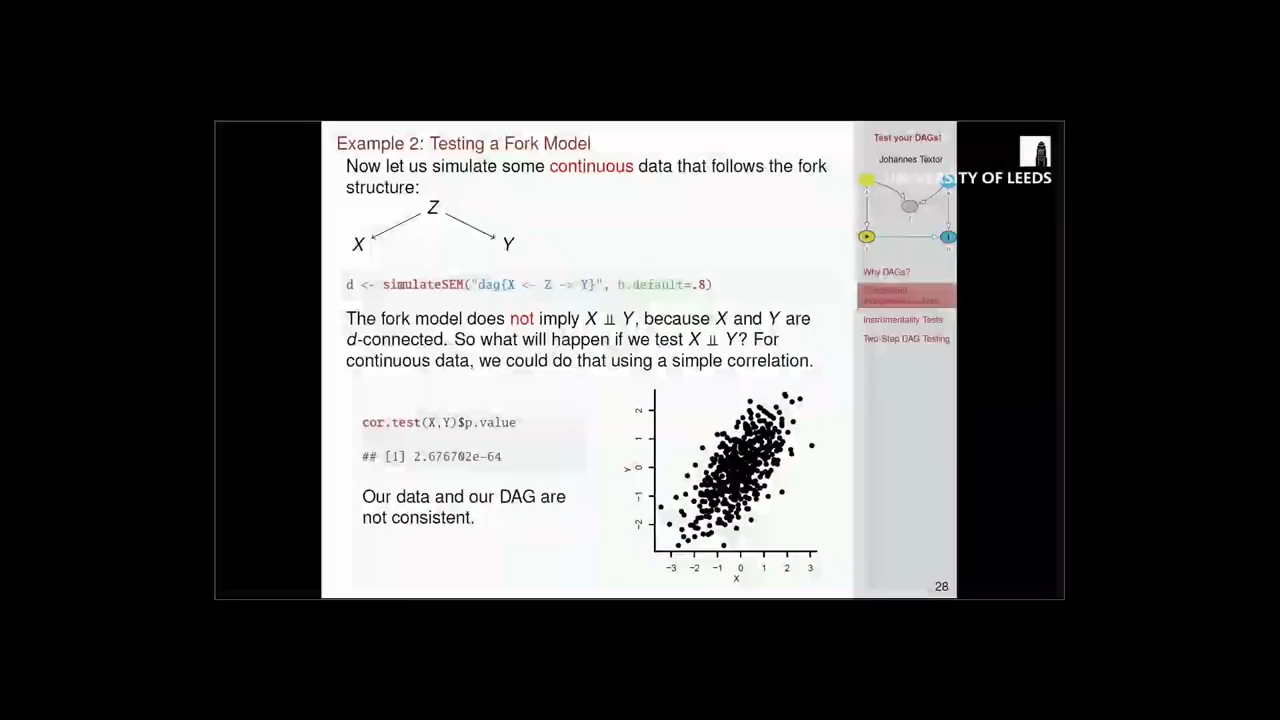 Example 2: Testing a Fork Model
Now let us simulate some continuous data that follows the fork
structure:
Z
X
Y
d <- simulateSEM("dag{X <- Z -> Y}", b.default=.8)
The fork model does not imply X ⫫ Y, because X and Y are
d-connected. So what will happen if we test X ⫫ Y? For
continuous data, we could do that using a simple correlation.
cor.test(X,Y)$p.value
## [1] 2.676702e-64
Our data and our DAG are
not consistent.
2
1
0
−1
−2
Y
−3 −2 −1 0 1 2 3
X
Test your DAGs!
Johannes Textor
UNIVERSITY OF LEEDS
Why DAGs?
Instrumentality Tests
Two-Step DAG Testing
28